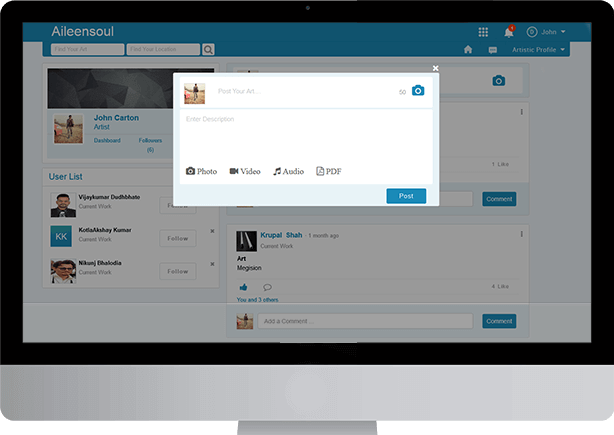 Aileensoul
John
Find Your Art
Find Your Location
Artistic Profile
Post Your Art...
50
Enter Description
Photo
Video
Audio
PDF
Post
John Carton
Artist
Dashboard
Followers
(6)
User List
Vijaykumar Dudhbhate
Current Work
Follow
KK
KotiaAkshay Kumar
Current Work
Follow
Nikunj Bhalodia
Current Work
Follow
1 Like
Comment
Krupal Shah - 1 month ago
Current Work
Art
Megision
4 Like
You and 3 others
Add a Comment ...
Comment